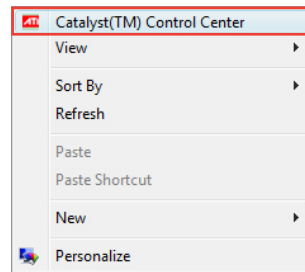 ATI Catalyst(TM) Control Center
View
Sort By
Refresh
Paste
Paste Shortcut
New
Personalize